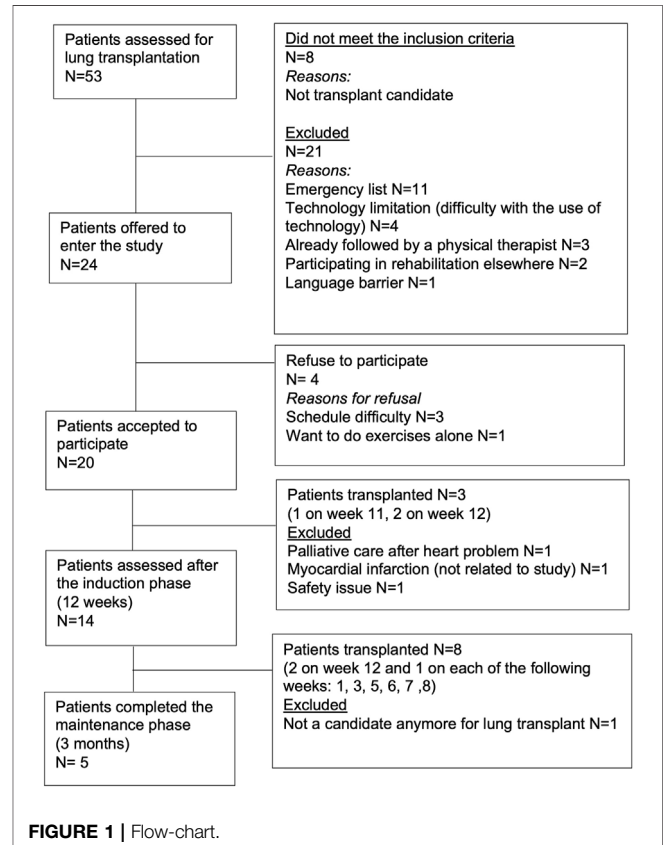 Patients assessed for
lung transplantation
N=53
Did not meet the inclusion criteria
N=8
Reasons:
Not transplant candidate
Excluded
N=21
Reasons:
Emergency list N=11
Technology limitation (difficulty with the use of
technology) N=4
Already followed by a physical therapist N=3
Participating in rehabilitation elsewhere N=2
Language barrier N=1
Patients offered to
enter the study
N=24
Refuse to participate
N= 4
Reasons for refusal
Schedule difficulty N=3
Want to do exercises alone N=1
Patients accepted to
participate
N=20
Patients transplanted N=3
(1 on week 11, 2 on week 12)
Excluded
Palliative care after heart problem N=1
Myocardial infarction (not related to study) N=1
Safety issue N=1
Patients assessed after
the induction phase
(12 weeks)
N=14
Patients transplanted N=8
(2 on week 12 and 1 on each of the following
weeks: 1, 3, 5, 6, 7 ,8)
Excluded
Not a candidate anymore for lung transplant N=1
Patients completed the
maintenance phase
(3 months)
N= 5
FIGURE 1 | Flow-chart.